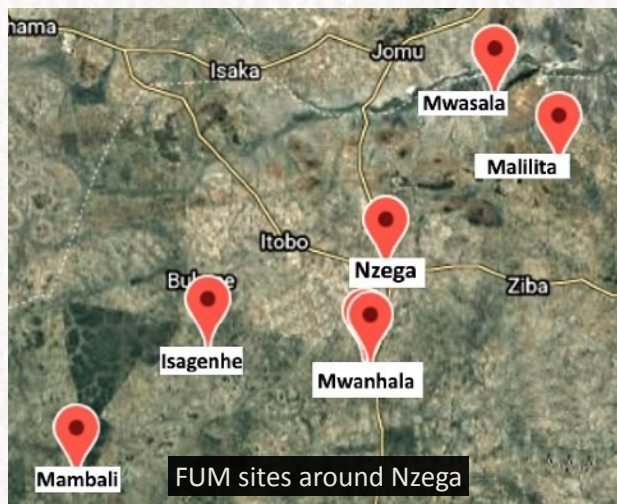 hama
Jomu
Isaka
Mwasala
Malilita
Itobo
Nzega
Ziba
Isagenhe
Mwanhala
Mambali
FUM sites around Nzega